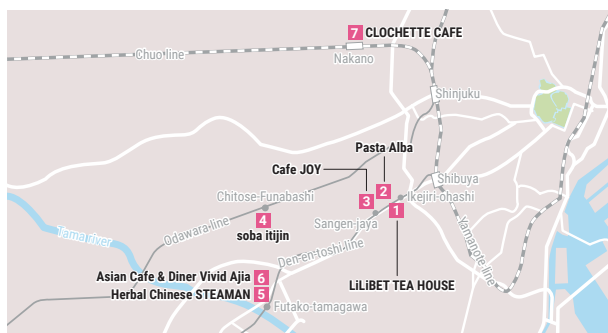 7 CLOCHETTE CAFE
Chuo line
Nakano
Shinjuku
Pasta Alba
Cafe JOY
Shibuya
2
Chitose-Funabashi
3
Ikejiri-ohashi
1
4
Sangen-jaya
Odawara line
soba itijin
Tama river
Yamanote line
Den-en-toshi line
Asian Cafe & Diner Vivid Ajia 6
LiLiBET TEA HOUSE
Herbal Chinese STEAMAN 5
Futako-tamagawa